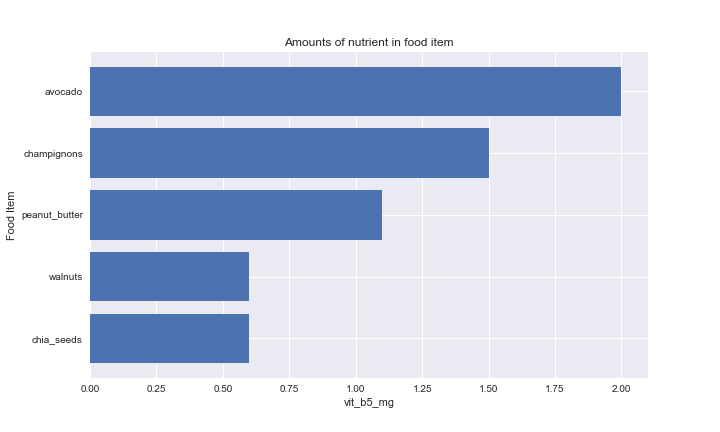 Amounts of nutrient in food item
Food Item
avocado
champignons
peanut_butter
walnuts
chia_seeds
0.00 0.25 0.50 0.75 1.00 1.25 1.50 1.75 2.00
vit_b5_mg